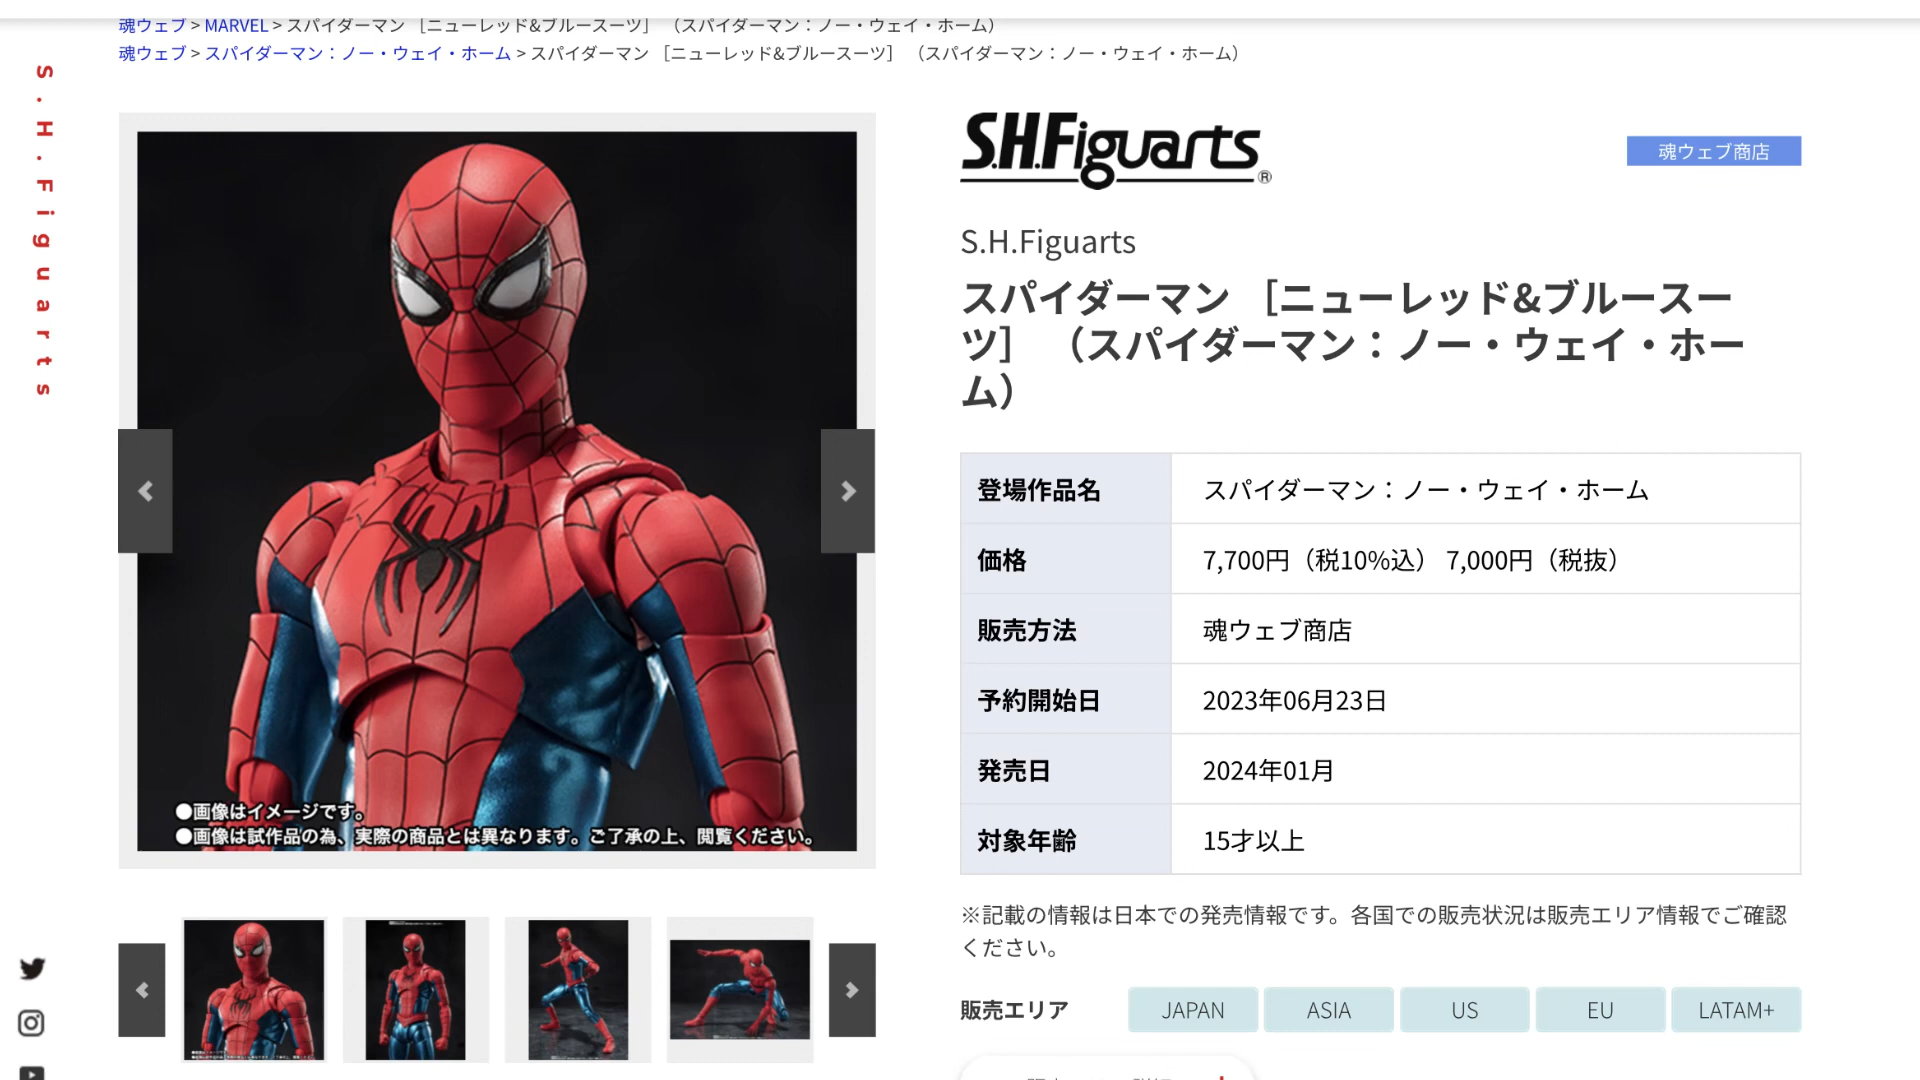 魂ウェブ > MARVEL > スパイダーマン ［ニューレッド&ブルースーツ］ （スパイダーマン：ノー・ウェイ・ホーム）
魂ウェブ > スパイダーマン：ノー・ウェイ・ホーム > スパイダーマン ［ニューレッド&ブルースーツ］ （スパイダーマン：ノー・ウェイ・ホーム）
S.H.Figuarts
●画像はイメージです。
●画像は試作品の為、実際の商品とは異なります。ご了承の上、閲覧ください。
S.H.Figuarts®
魂ウェブ商店
S.H.Figuarts
スパイダーマン ［ニューレッド&ブルースー
ツ］ （スパイダーマン：ノー・ウェイ・ホー
ム）
登場作品名 スパイダーマン：ノー・ウェイ・ホーム
価格 7,700円（税10%込） 7,000円（税抜）
販売方法 魂ウェブ商店
予約開始日 2023年06月23日
発売日 2024年01月
対象年齢 15才以上
※記載の情報は日本での発売情報です。各国での販売状況は販売エリア情報でご確認
ください。
販売エリア JAPAN ASIA US EU LATAM+